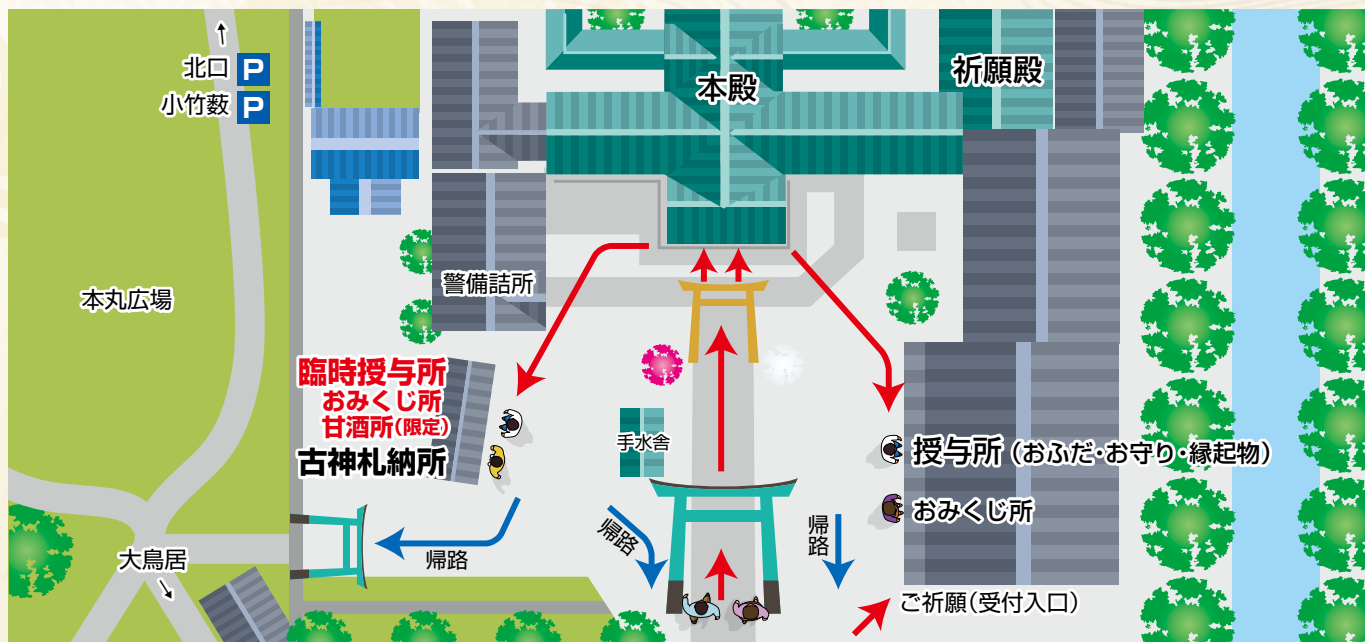 北口 P
小竹薮 P
本殿
祈願殿
警備詰所
本丸広場
臨時授与所
おみくじ所
甘酒所(限定)
古神札納所
手水舎
授与所(おふだ･お守り･縁起物)
おみくじ所
帰路
帰路
帰路
大鳥居
ご祈願(受付入口)